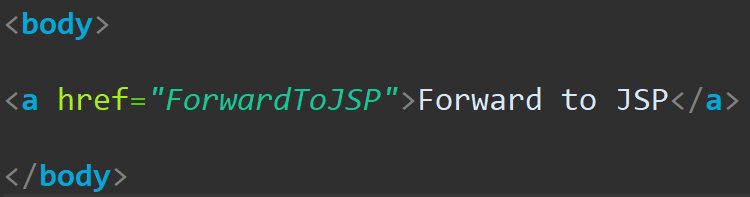 <body>
<a href="ForwardToJSP">Forward to JSP</a>
</body>